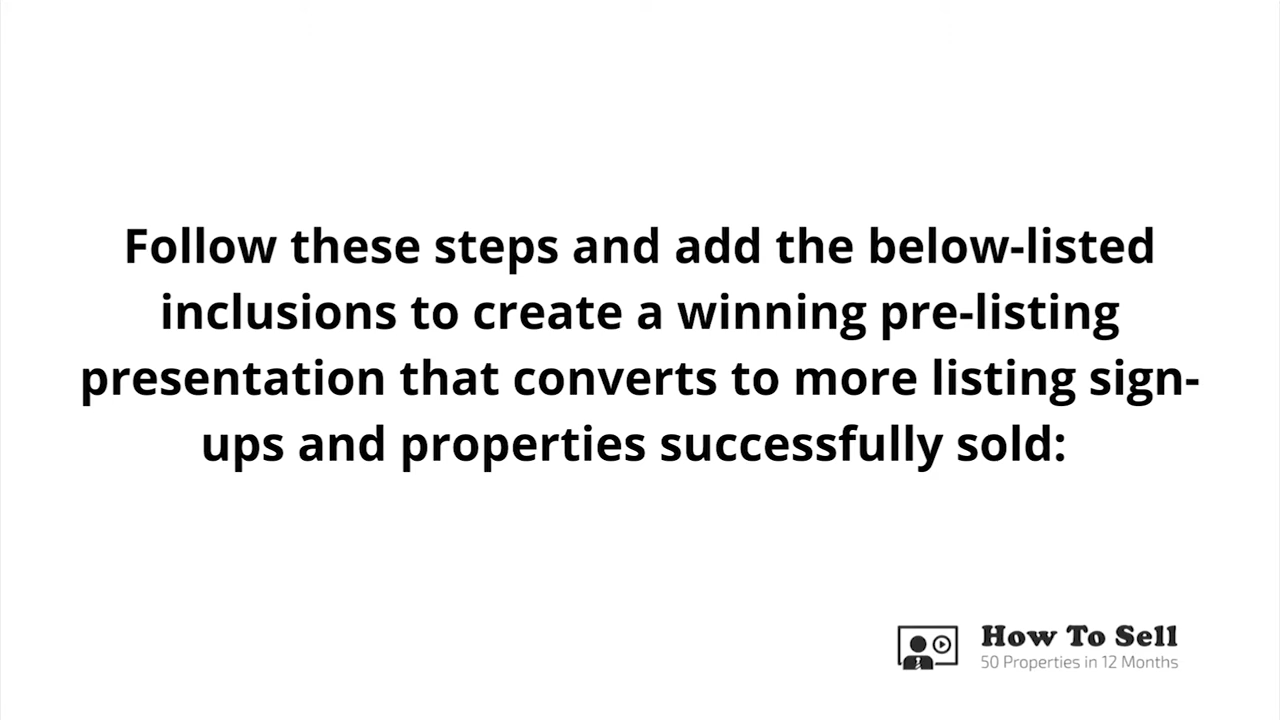 Follow these steps and add the below-listed
inclusions to create a winning pre-listing
presentation that converts to more listing sign-
ups and properties successfully sold:
How To Sell
50 Properties in 12 Months